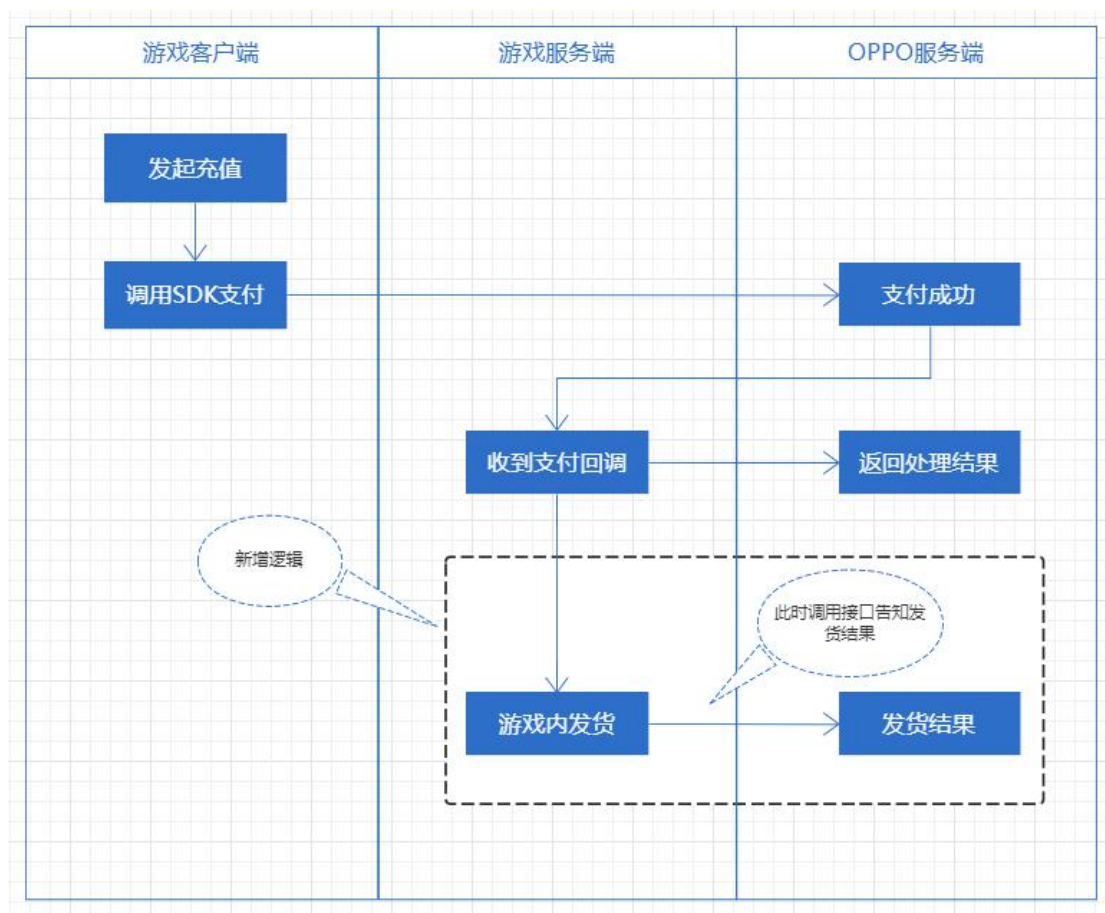 游戏客户端
游戏服务端
OPPO服务端
发起充值
调用SDK支付
支付成功
收到支付回调
返回处理结果
新增逻辑
此时调用接口告知发
货结果
游戏内发货
发货结果